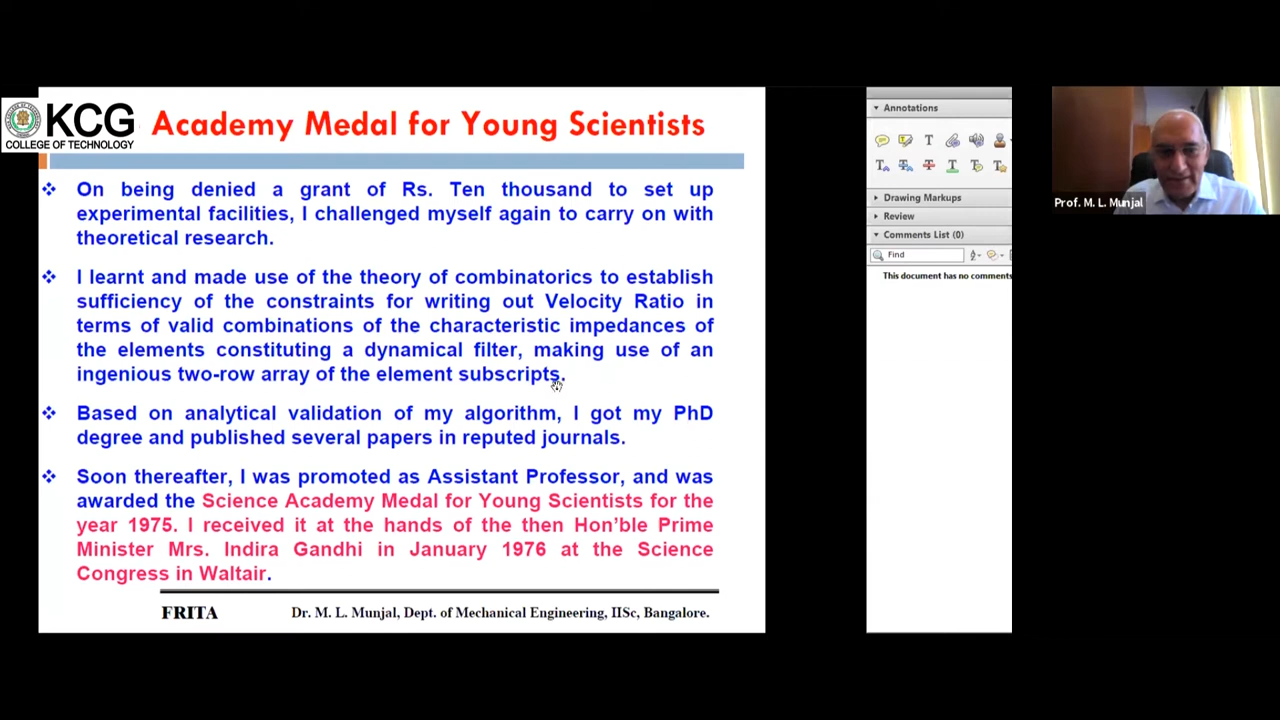 KCG
COLLEGE OF TECHNOLOGY
Academy Medal for Young Scientists
❖ On being denied a grant of Rs. Ten thousand to set up
experimental facilities, I challenged myself again to carry on with
theoretical research.
❖ I learnt and made use of the theory of combinatorics to establish
sufficiency of the constraints for writing out Velocity Ratio in
terms of valid combinations of the characteristic impedances of
the elements constituting a dynamical filter, making use of an
ingenious two-row array of the element subscripts.
❖ Based on analytical validation of my algorithm, I got my PhD
degree and published several papers in reputed journals.
❖ Soon thereafter, I was promoted as Assistant Professor, and was
awarded the Science Academy Medal for Young Scientists for the
year 1975. I received it at the hands of the then Hon’ble Prime
Minister Mrs. Indira Gandhi in January 1976 at the Science
Congress in Waltair.
FRITA
Dr. M. L. Munjal, Dept. of Mechanical Engineering, IISc, Bangalore.
Annotations
Drawing Markups
Review
Comments List (0)
Find
This document has no comments
Prof. M. L. Munjal